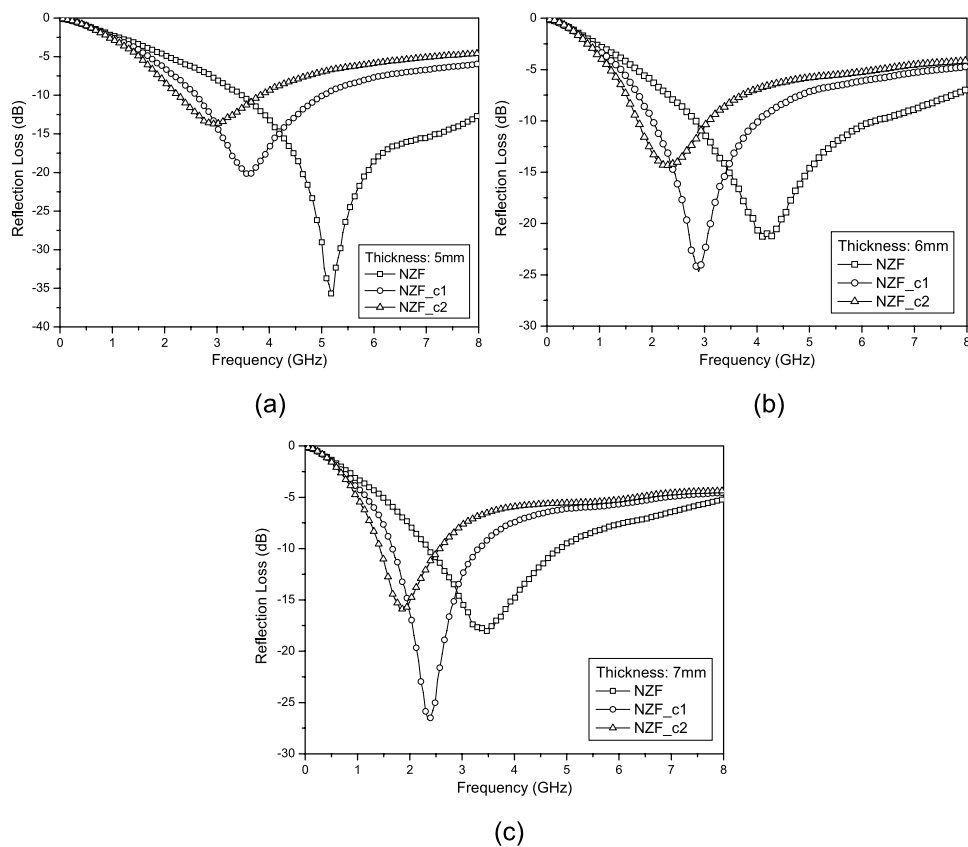 0
-5
-10
-15
-20
-25
-30
-35
-40
Reflection Loss (dB)
Thickness: 5mm
NZF
NZF_c1
NZF_c2
0 1 2 3 4 5 6 7 8
Frequency (GHz)
(a)
0
-5
-10
-15
-20
-25
-30
Reflection Loss (dB)
Thickness: 6mm
NZF
NZF_c1
NZF_c2
0 1 2 3 4 5 6 7 8
Frequency (GHz)
(b)
0
-5
-10
-15
-20
-25
-30
Reflection Loss (dB)
Thickness: 7mm
NZF
NZF_c1
NZF_c2
0 1 2 3 4 5 6 7 8
Frequency (GHz)
(c)